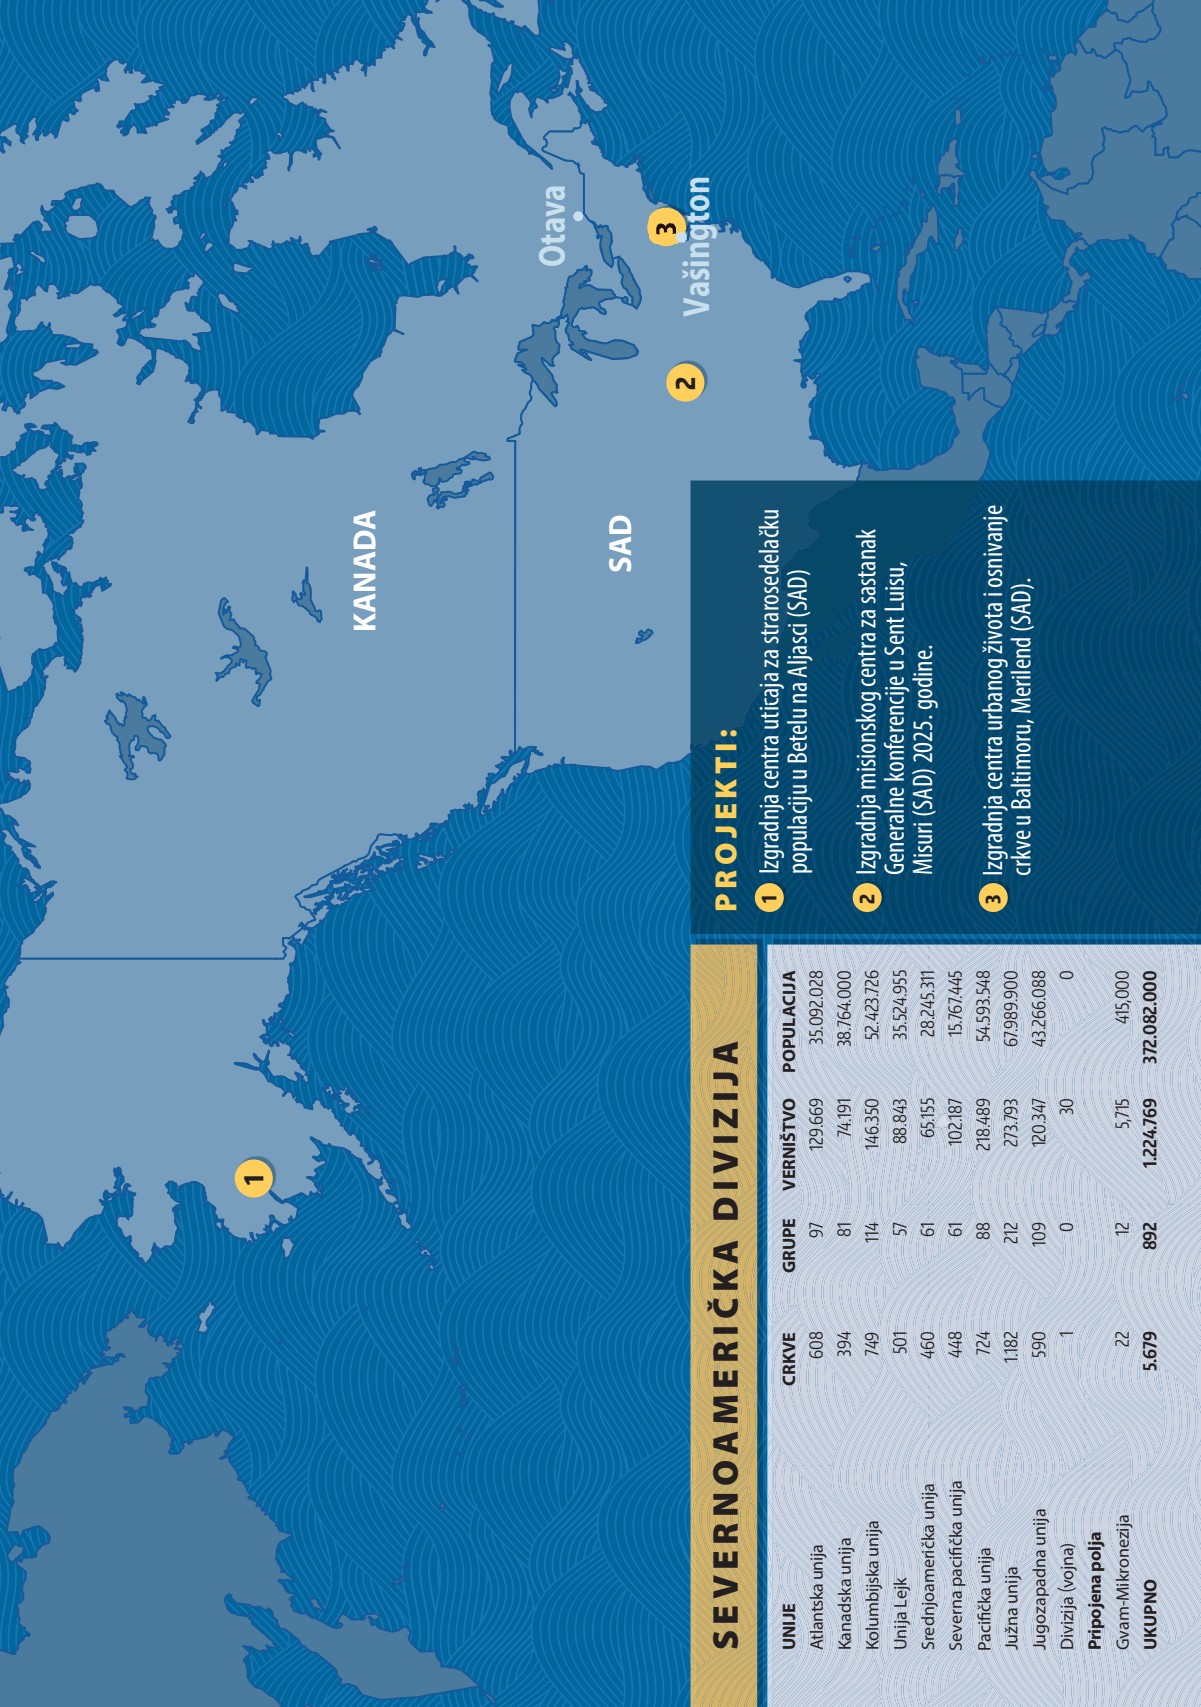 KANADA
SAD
Otava
Vašington
1
2
3
PROJEKTI:
1 Izgradnja centra uticaja za starosedelačku
populaciju u Betelu na Aljasci (SAD)
2 Izgradnja misionskog centra za sastanak
Generalne konferencije u Sent Luisu,
Misuri (SAD) 2025. godine.
3 Izgradnja centra urbanog života i osnivanje
crkve u Baltimoru, Merilend (SAD).
SEVERNOAMERIČKA DIVIZIJA
UNIJE CRKVE GRUPE VERNIŠTVO POPULACIJA
Atlantska unija 608 97 129.669 35.092.028
Kanadska unija 394 81 74.191 38.764.000
Kolumbijska unija 749 114 146.350 52.423.726
Unija Lejk 501 57 88.843 35.524.955
Srednjoamerička unija 460 61 65.155 28.245.311
Severna pacifička unija 448 61 102.187 15.767.445
Pacifička unija 724 88 218.489 54.593.548
Južna unija 1.182 212 273.793 67.989.900
Jugozapadna unija 590 109 120.347 43.266.088
Divizija (vojna) 1 0 30 0
Pripojena polja
Gvam-Mikronezija 22 12 5,715 415,000
UKUPNO 5.679 892 1.224.769 372.082.000